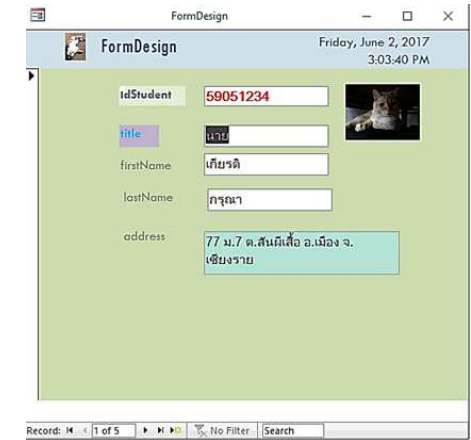 FormDesign
FormDesign
Friday, June 2, 2017
3:03:40 PM
IdStudent 59051234
title นาย
firstName เกียรติ
lastName กรุณา
address 77 ม.7 ต.สันผีเสื้อ อ.เมือง จ.
เชียงราย
Record: 1 of 5 No Filter Search